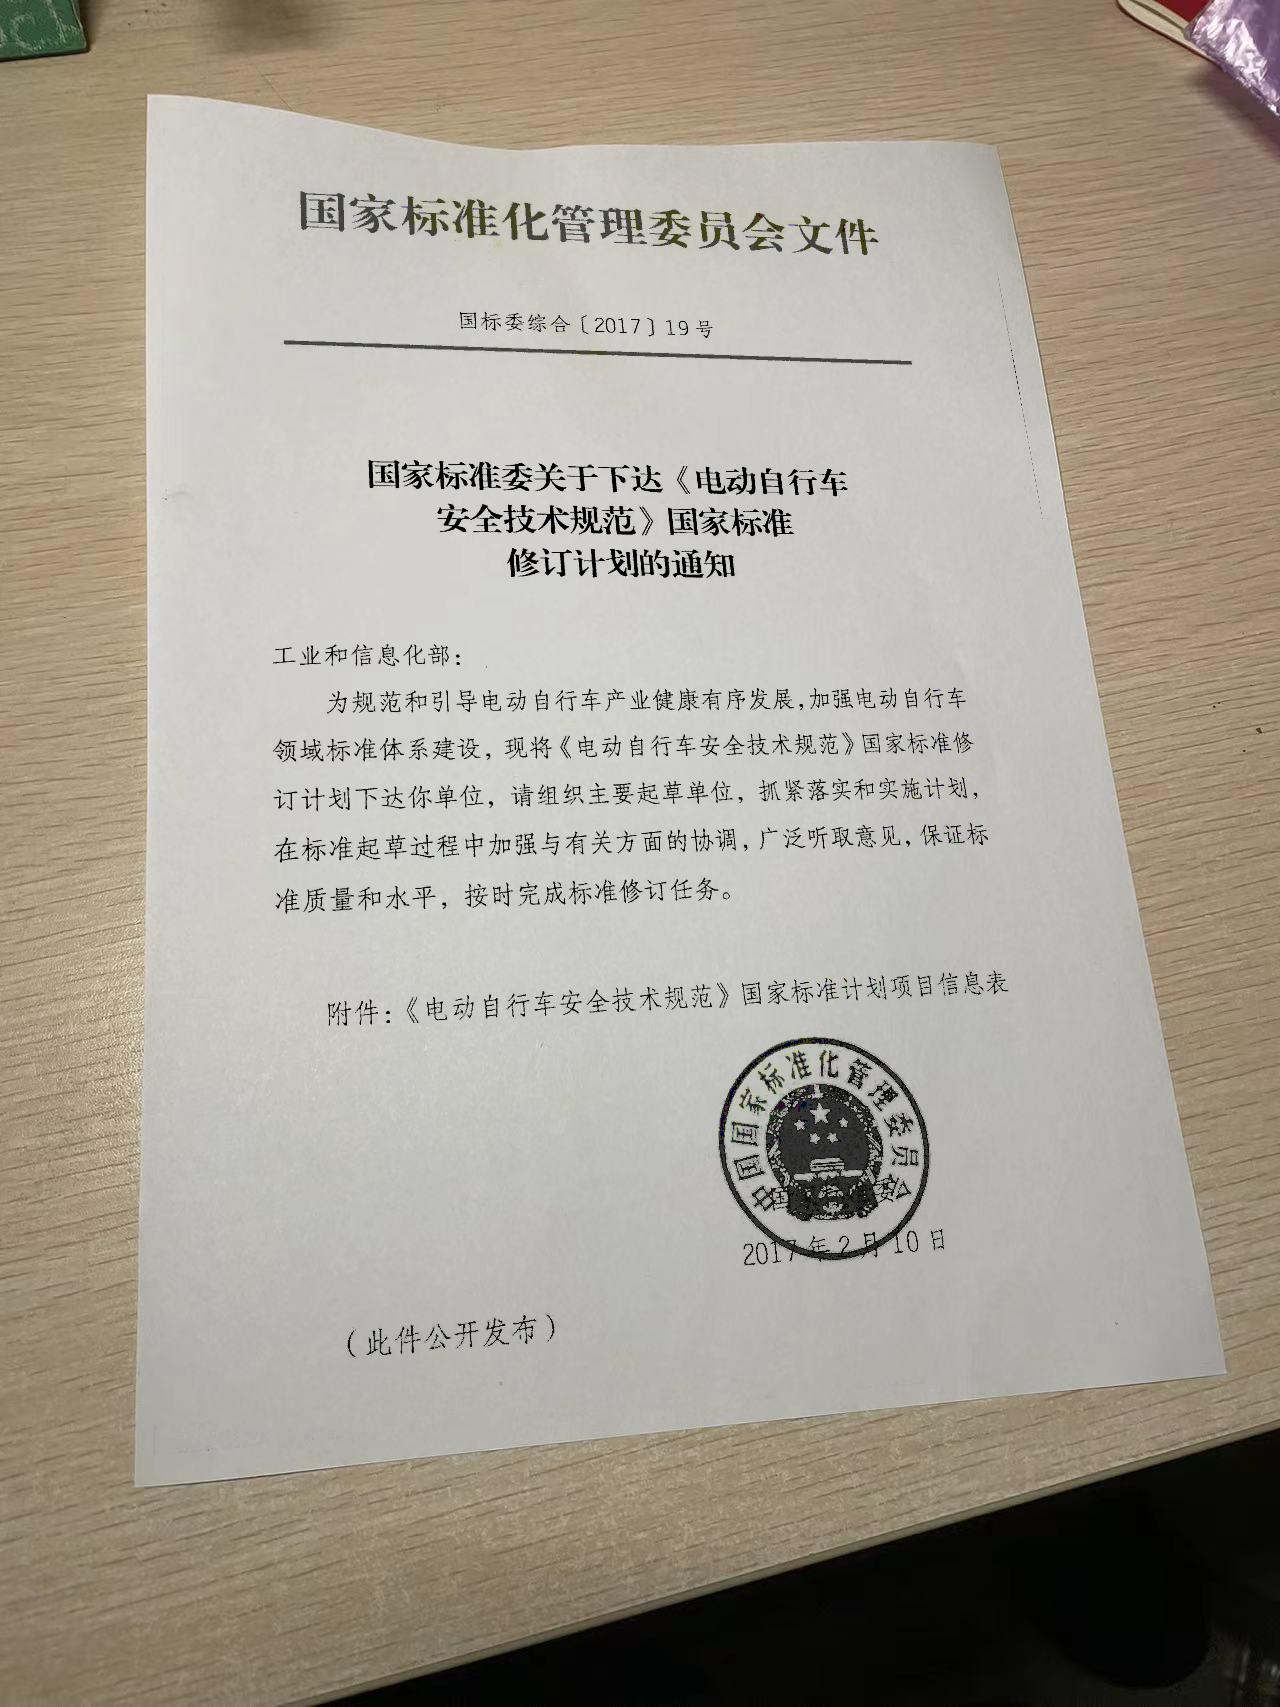 国家标准化管理委员会文件
国标委综合〔2017〕19号
国家标准委关于下达《电动自行车
安全技术规范》国家标准
修订计划的通知
工业和信息化部：
为规范和引导电动自行车产业健康有序发展，加强电动自行车
领域标准体系建设，现将《电动自行车安全技术规范》国家标准修
订计划下达你单位，请组织主要起草单位，抓紧落实和实施计划，
在标准起草过程中加强与有关方面的协调，广泛听取意见，保证标
准质量和水平，按时完成标准修订任务。
附件：《电动自行车安全技术规范》国家标准计划项目信息表
中国国家标准化管理委员会
2017年2月10日
（此件公开发布）